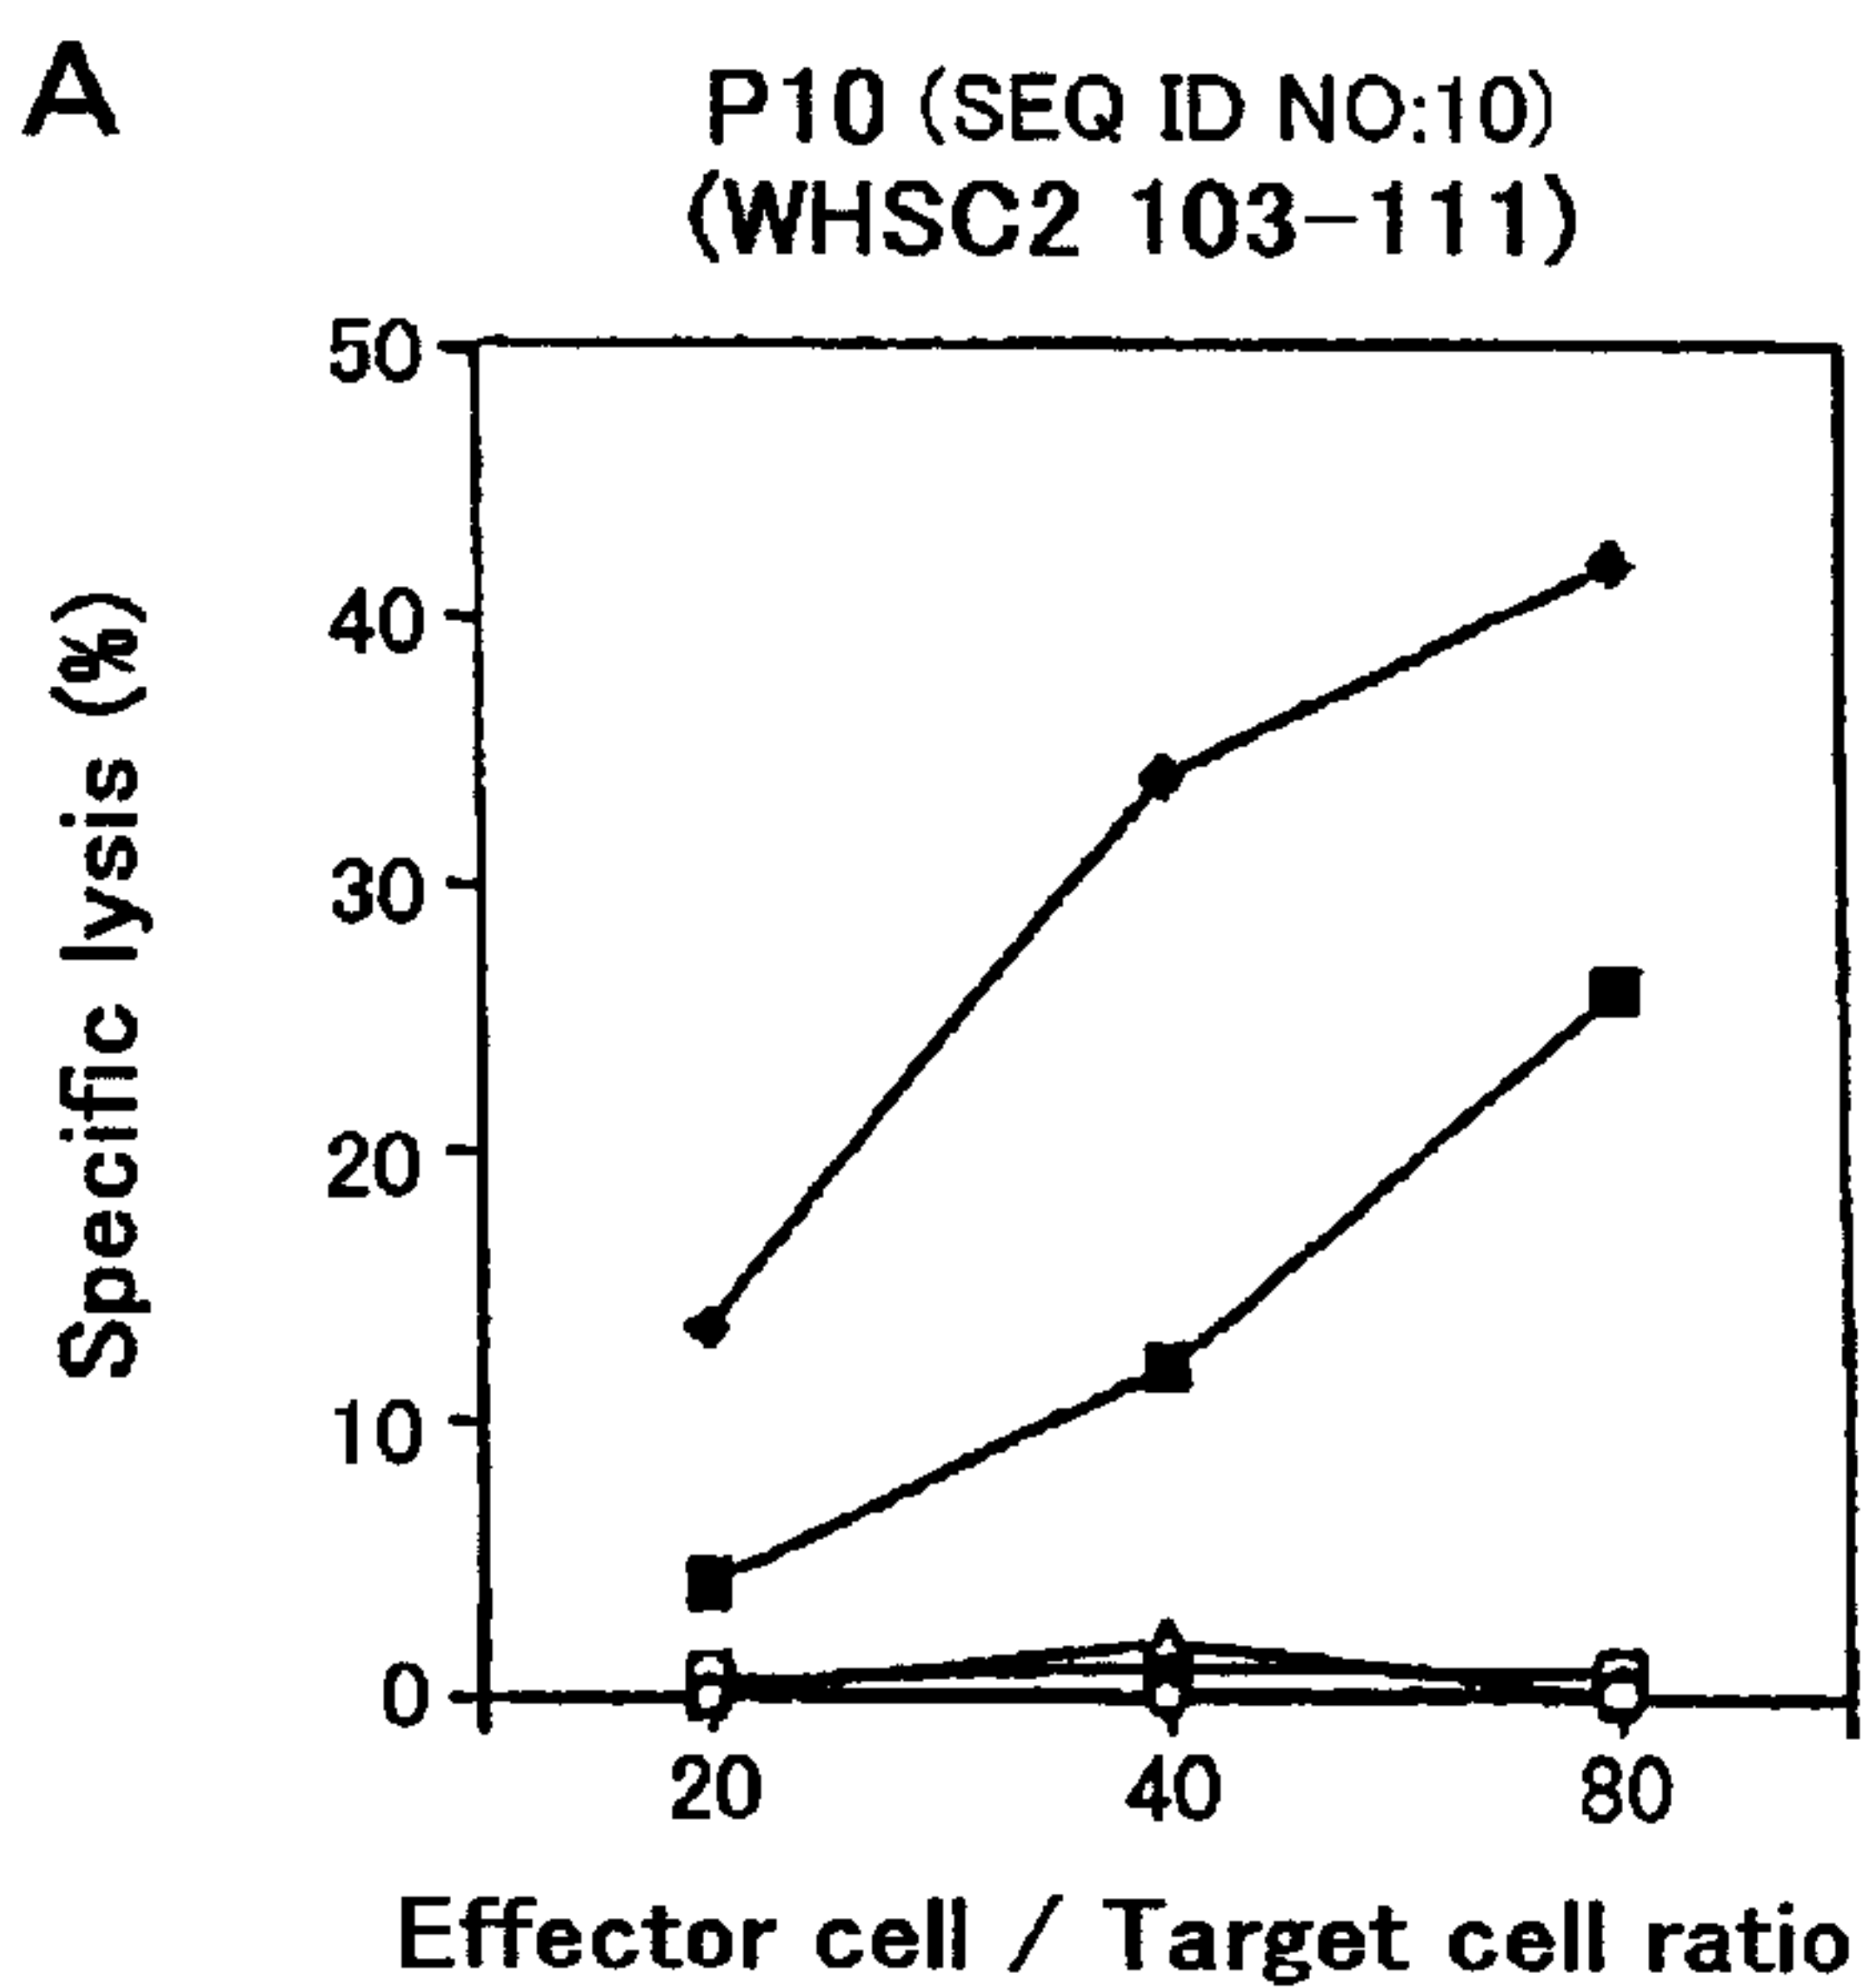 A
P10 (SEQ ID NO:10)
(WHSC2 103-111)
Specific lysis (%)
50
40
30
20
10
0
20 40 80
Effector cell / Target cell ratio